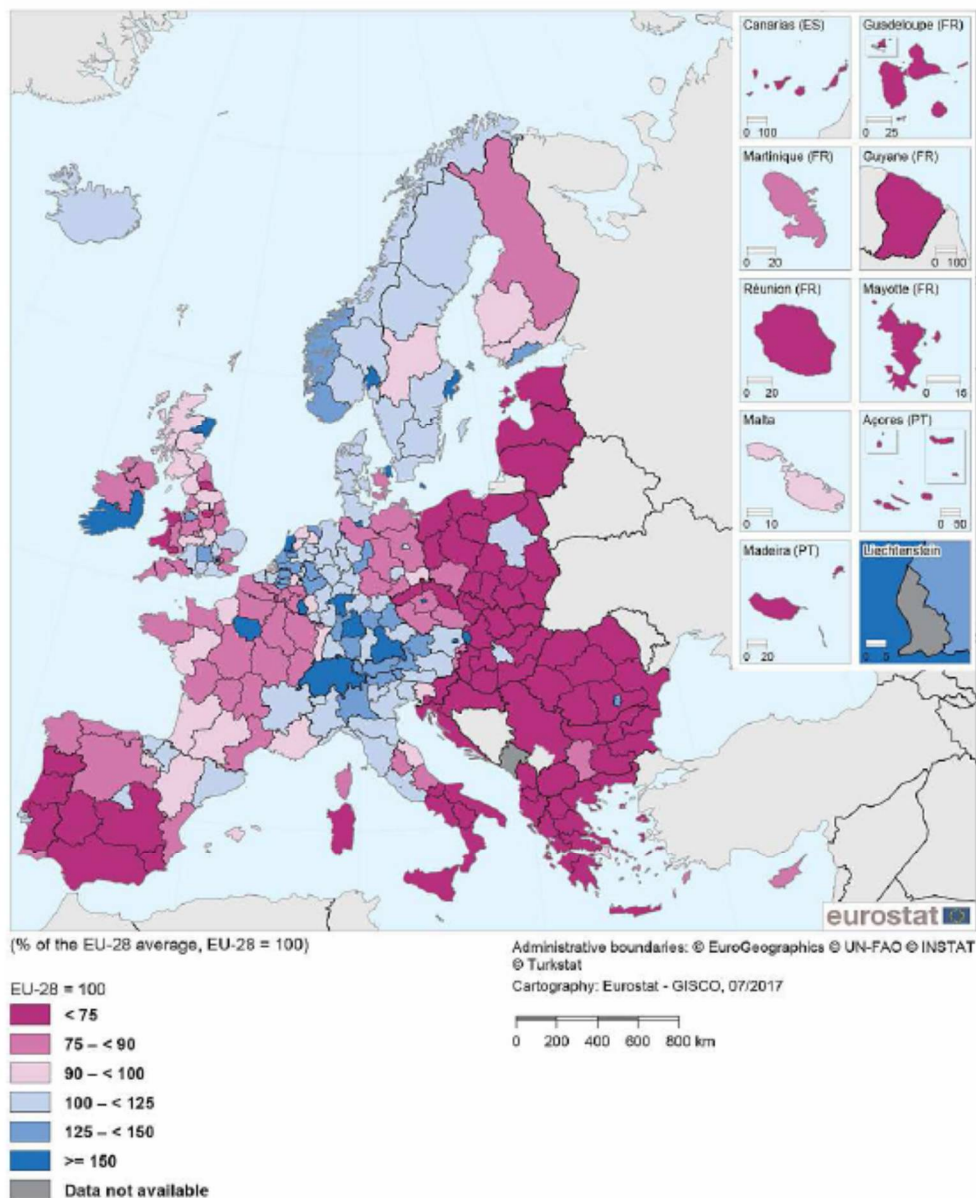 Canarias (ES)
0 100
Guadeloupe (FR)
0 25
Martinique (FR)
0 20
Guyane (FR)
0 100
Réunion (FR)
0 20
Mayotte (FR)
0 15
Malta
0 10
Açores (PT)
0 50
Madeira (PT)
0 20
Liechtenstein
0 5
eurostat
(% of the EU-28 average, EU-28 = 100)
Administrative boundaries: © EuroGeographics © UN-FAO © INSTAT
© Turkstat
Cartography: Eurostat - GISCO, 07/2017
0 200 400 600 800 km
EU-28 = 100
< 75
75 – < 90
90 – < 100
100 – < 125
125 – < 150
>= 150
Data not available